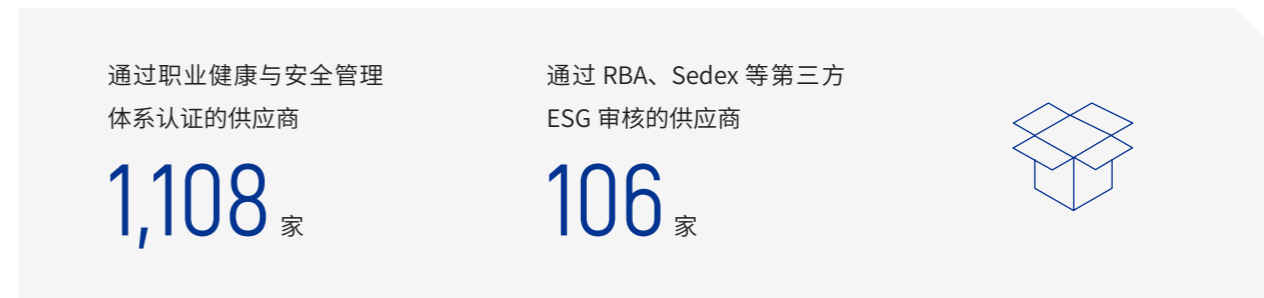 通过职业健康与安全管理
体系认证的供应商
1,108 家
通过 RBA、Sedex 等第三方
ESG 审核的供应商
106 家